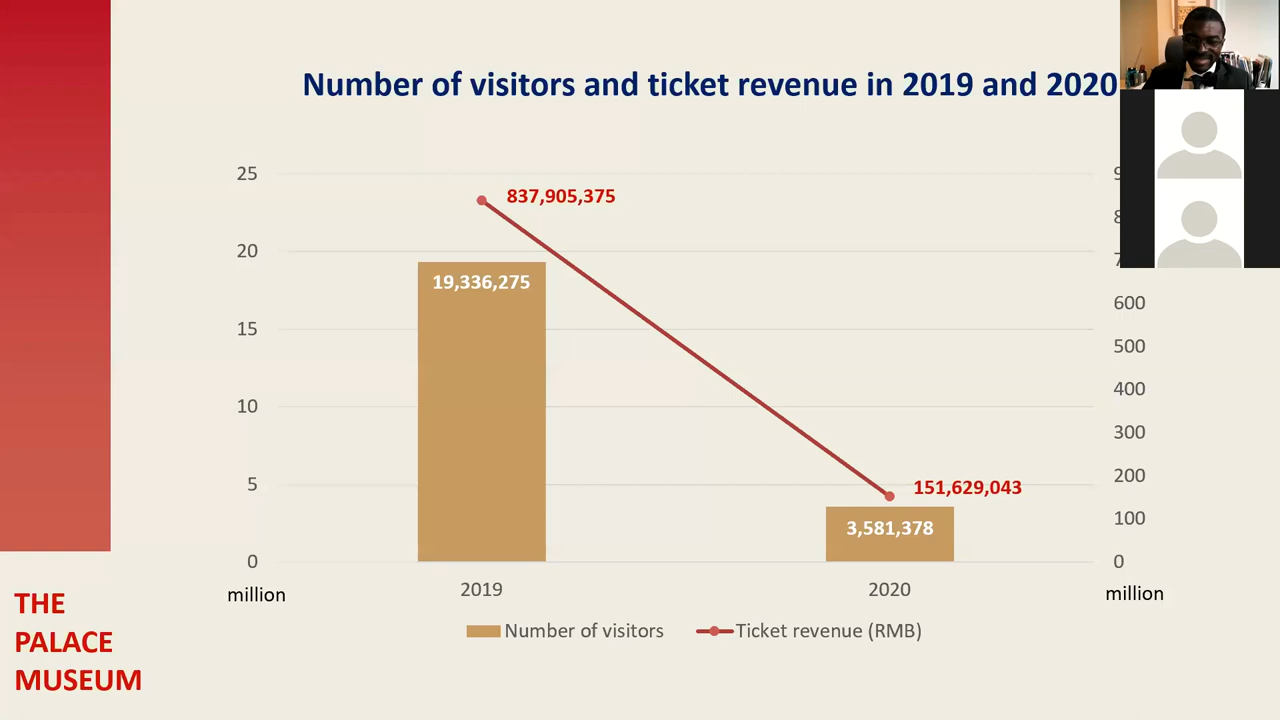 Number of visitors and ticket revenue in 2019 and 2020
25
20
15
10
5
0
million
837,905,375
19,336,275
151,629,043
3,581,378
600
500
400
300
200
100
0
million
2019
2020
Number of visitors
Ticket revenue (RMB)
THE
PALACE
MUSEUM